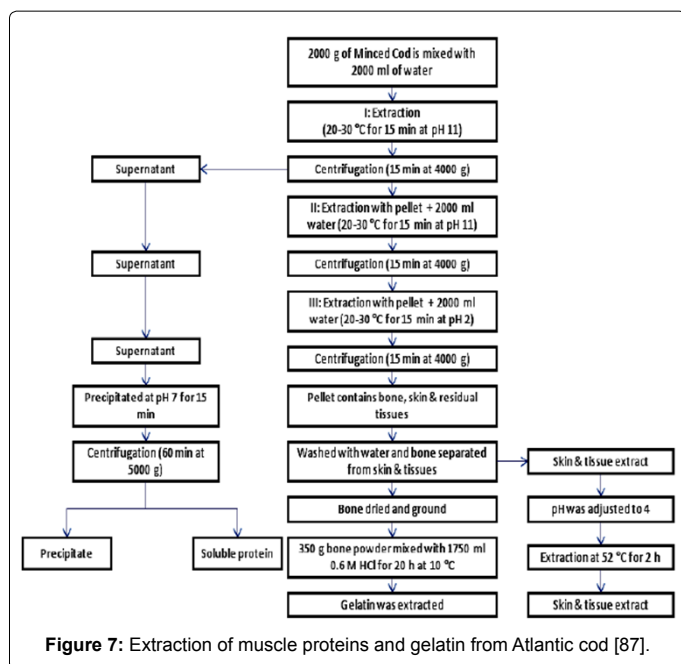 2000 g of Minced Cod is mixed with
2000 ml of water
I: Extraction
(20-30 °C for 15 min at pH 11)
Supernatant
Centrifugation (15 min at 4000 g)
II: Extraction with pellet + 2000 ml
water (20-30 °C for 15 min at pH 11)
Supernatant
Centrifugation (15 min at 4000 g)
III: Extraction with pellet + 2000 ml
water (20-30 °C for 15 min at pH 2)
Supernatant
Centrifugation (15 min at 4000 g)
Precipitated at pH 7 for 15
min
Pellet contains bone, skin & residual
tissues
Centrifugation (60 min at
5000 g)
Washed with water and bone separated
from skin & tissues
Skin & tissue extract
Bone dried and ground
pH was adjusted to 4
Precipitate
Soluble protein
350 g bone powder mixed with 1750 ml
0.6 M HCl for 20 h at 10 °C
Extraction at 52 °C for 2 h
Gelatin was extracted
Skin & tissue extract
Figure 7: Extraction of muscle proteins and gelatin from Atlantic cod [87].